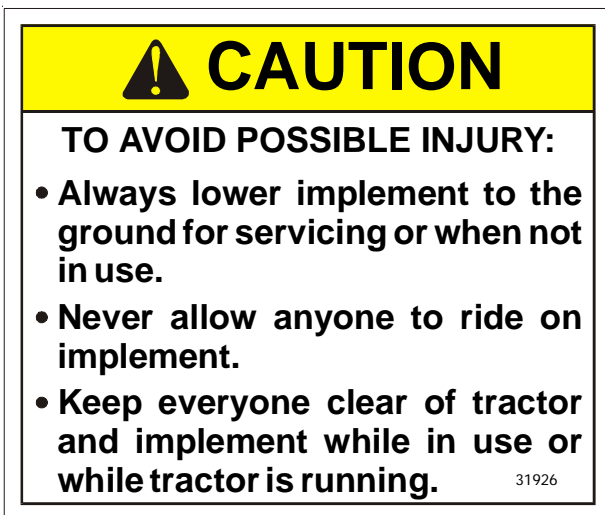 CAUTION
TO AVOID POSSIBLE INJURY:
• Always lower implement to the
ground for servicing or when not
in use.
• Never allow anyone to ride on
implement.
• Keep everyone clear of tractor
and implement while in use or
while tractor is running. 31926